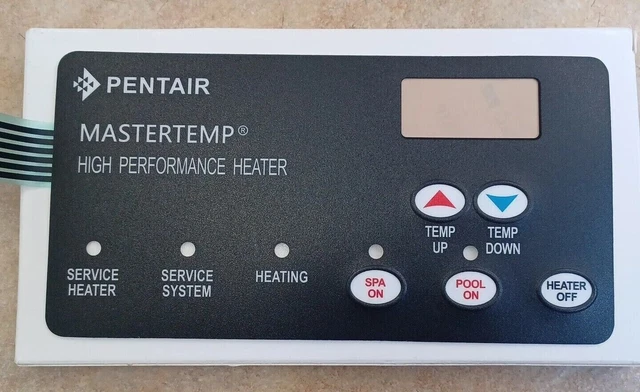 PENTAIR
MASTERTEMP®
HIGH PERFORMANCE HEATER
TEMP
UP
TEMP
DOWN
SERVICE
HEATER
SERVICE
SYSTEM
HEATING
SPA
ON
POOL
ON
HEATER
OFF